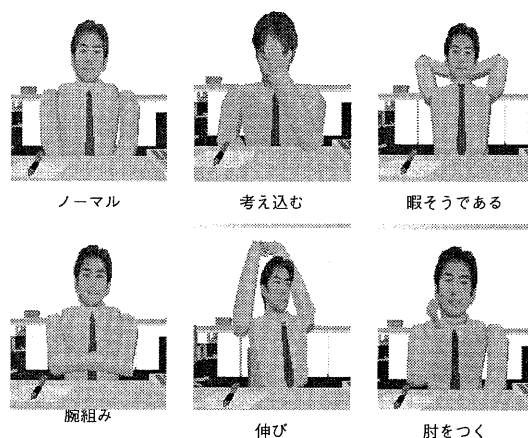 ノーマル
考え込む
暇そうである
腕組み
伸び
肘をつく